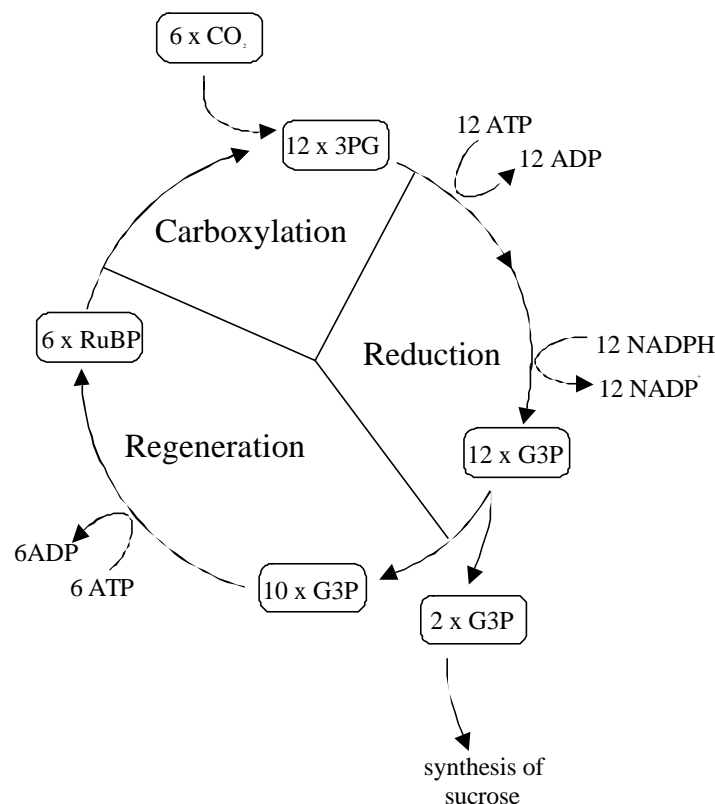 6 x CO₂
12 x 3PG
12 ATP
12 ADP
Carboxylation
6 x RuBP
Reduction
12 NADPH
12 NADP⁺
Regeneration
12 x G3P
6ADP
6 ATP
10 x G3P
2 x G3P
synthesis of
sucrose